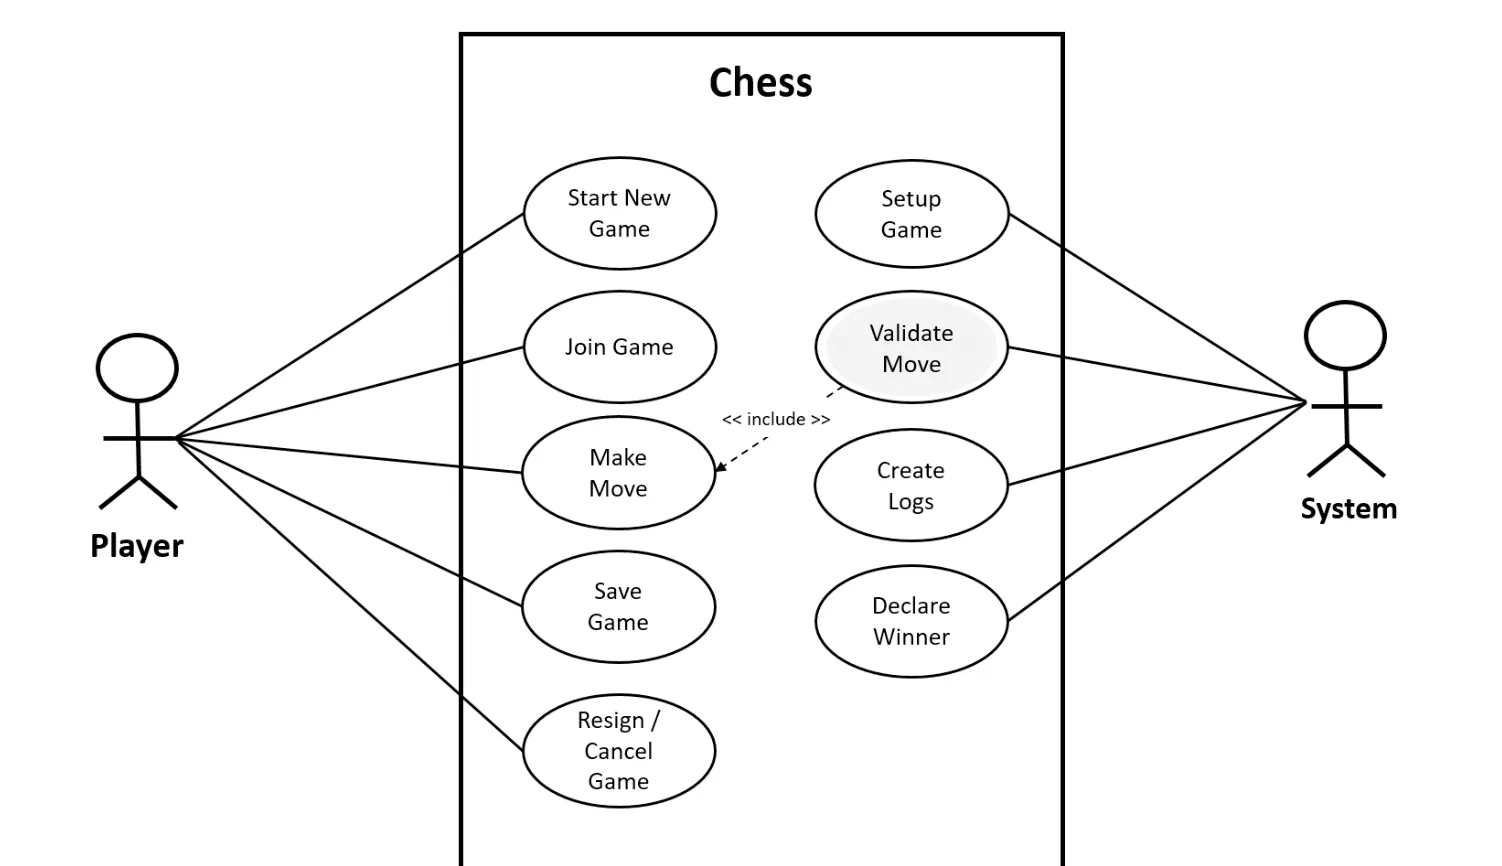 Chess
Start New
Game
Setup
Game
Join Game
Validate
Move
<< include >>
Make
Move
Create
Logs
Player
System
Save
Game
Declare
Winner
Resign /
Cancel
Game